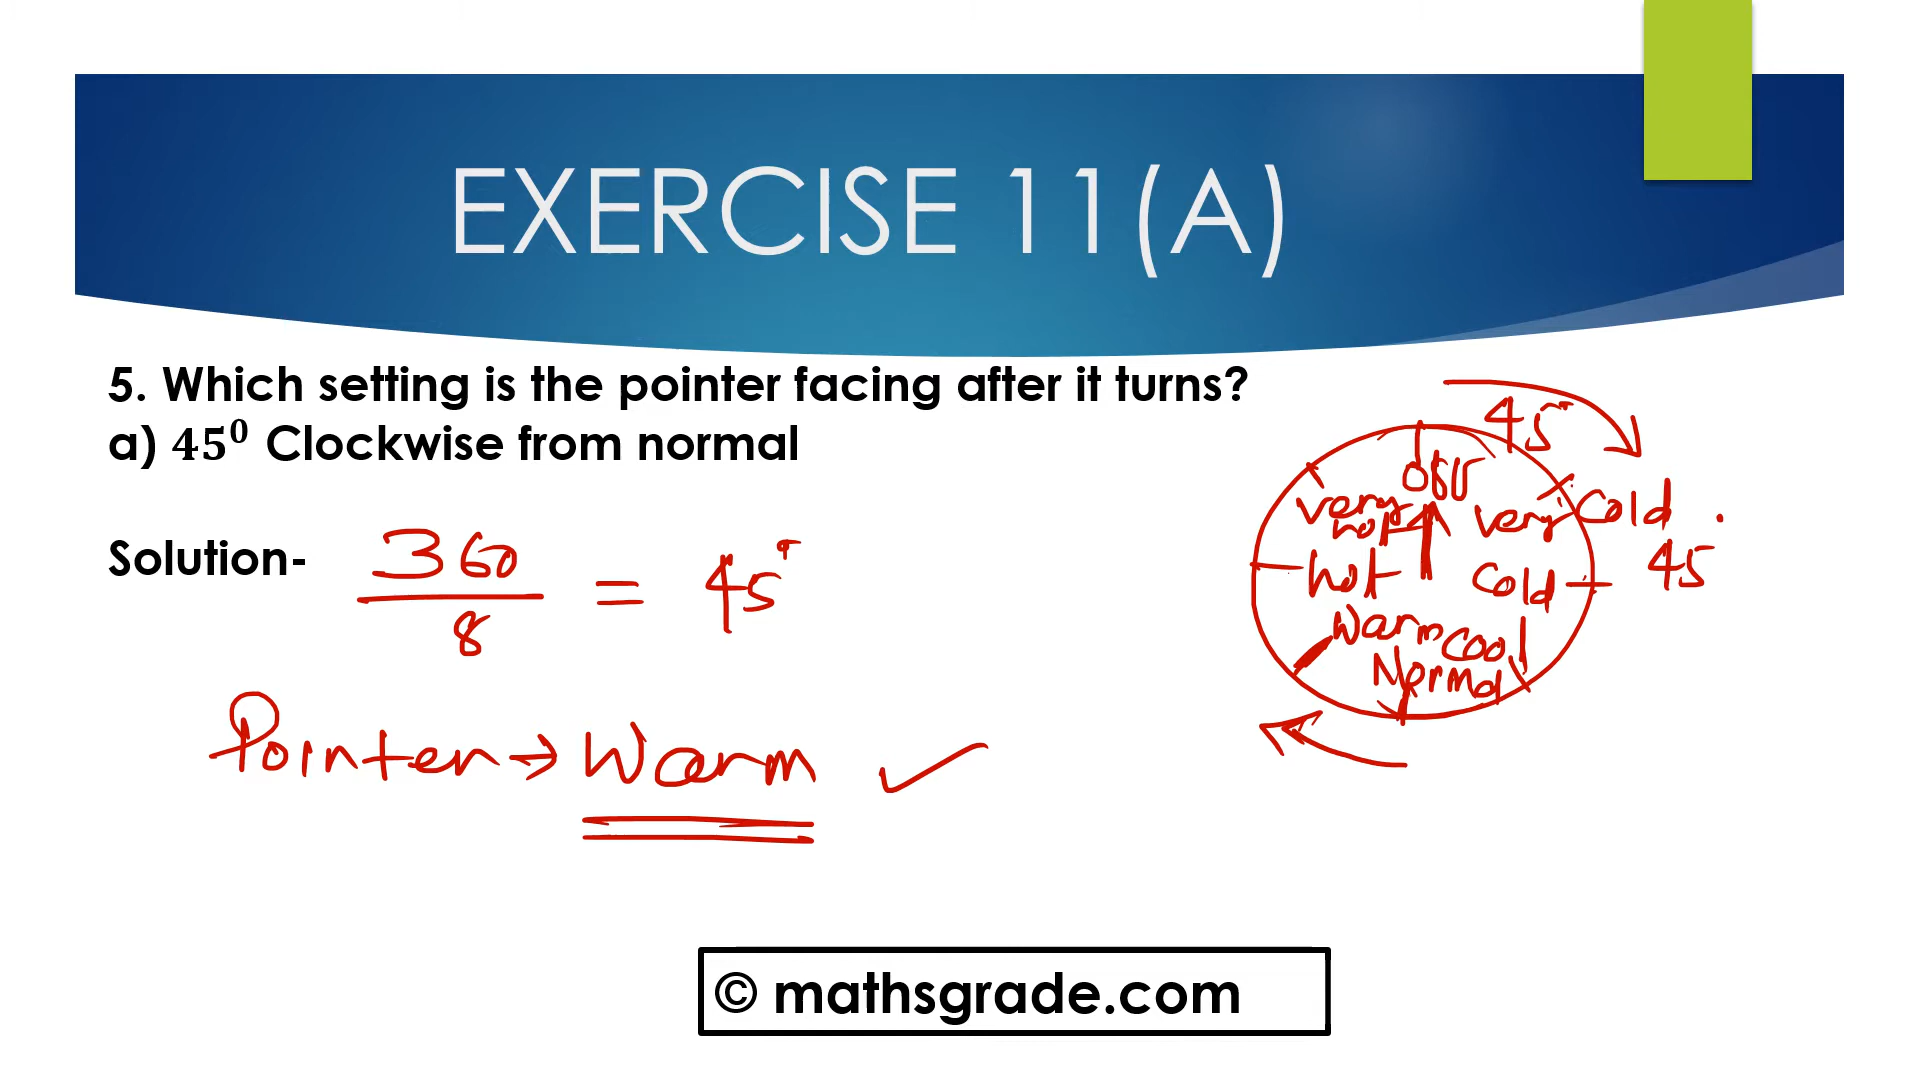 EXERCISE 11(A)
5. Which setting is the pointer facing after it turns?
a) 45⁰ Clockwise from normal
Solution-
360
8
= 45°
Pointer → Warm ✓
45°
off
very hot
very cold
45
hot
cold
Warm
cool
Normal
© mathsgrade.com